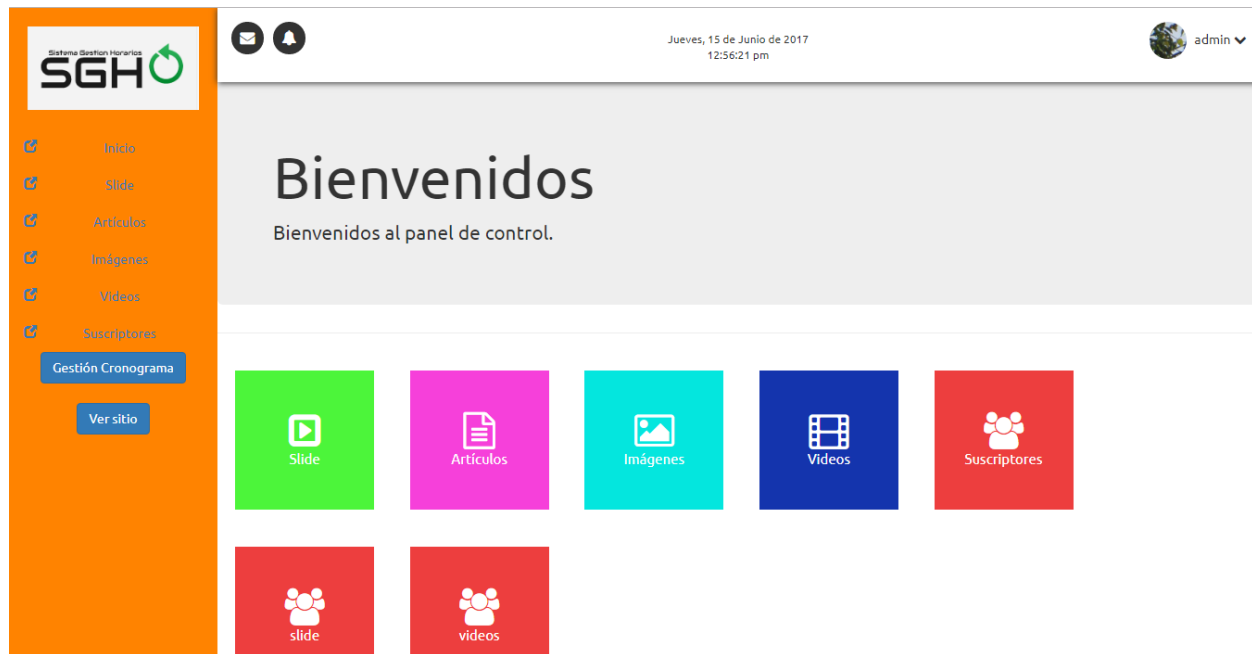 Sistema Gestion Horarios
SGH
Inicio
Slide
Artículos
Imágenes
Videos
Suscriptores
Gestión Cronograma
Ver sitio
Jueves, 15 de Junio de 2017
12:56:21 pm
admin
Bienvenidos
Bienvenidos al panel de control.
Slide
Artículos
Imágenes
Videos
Suscriptores
slide
videos